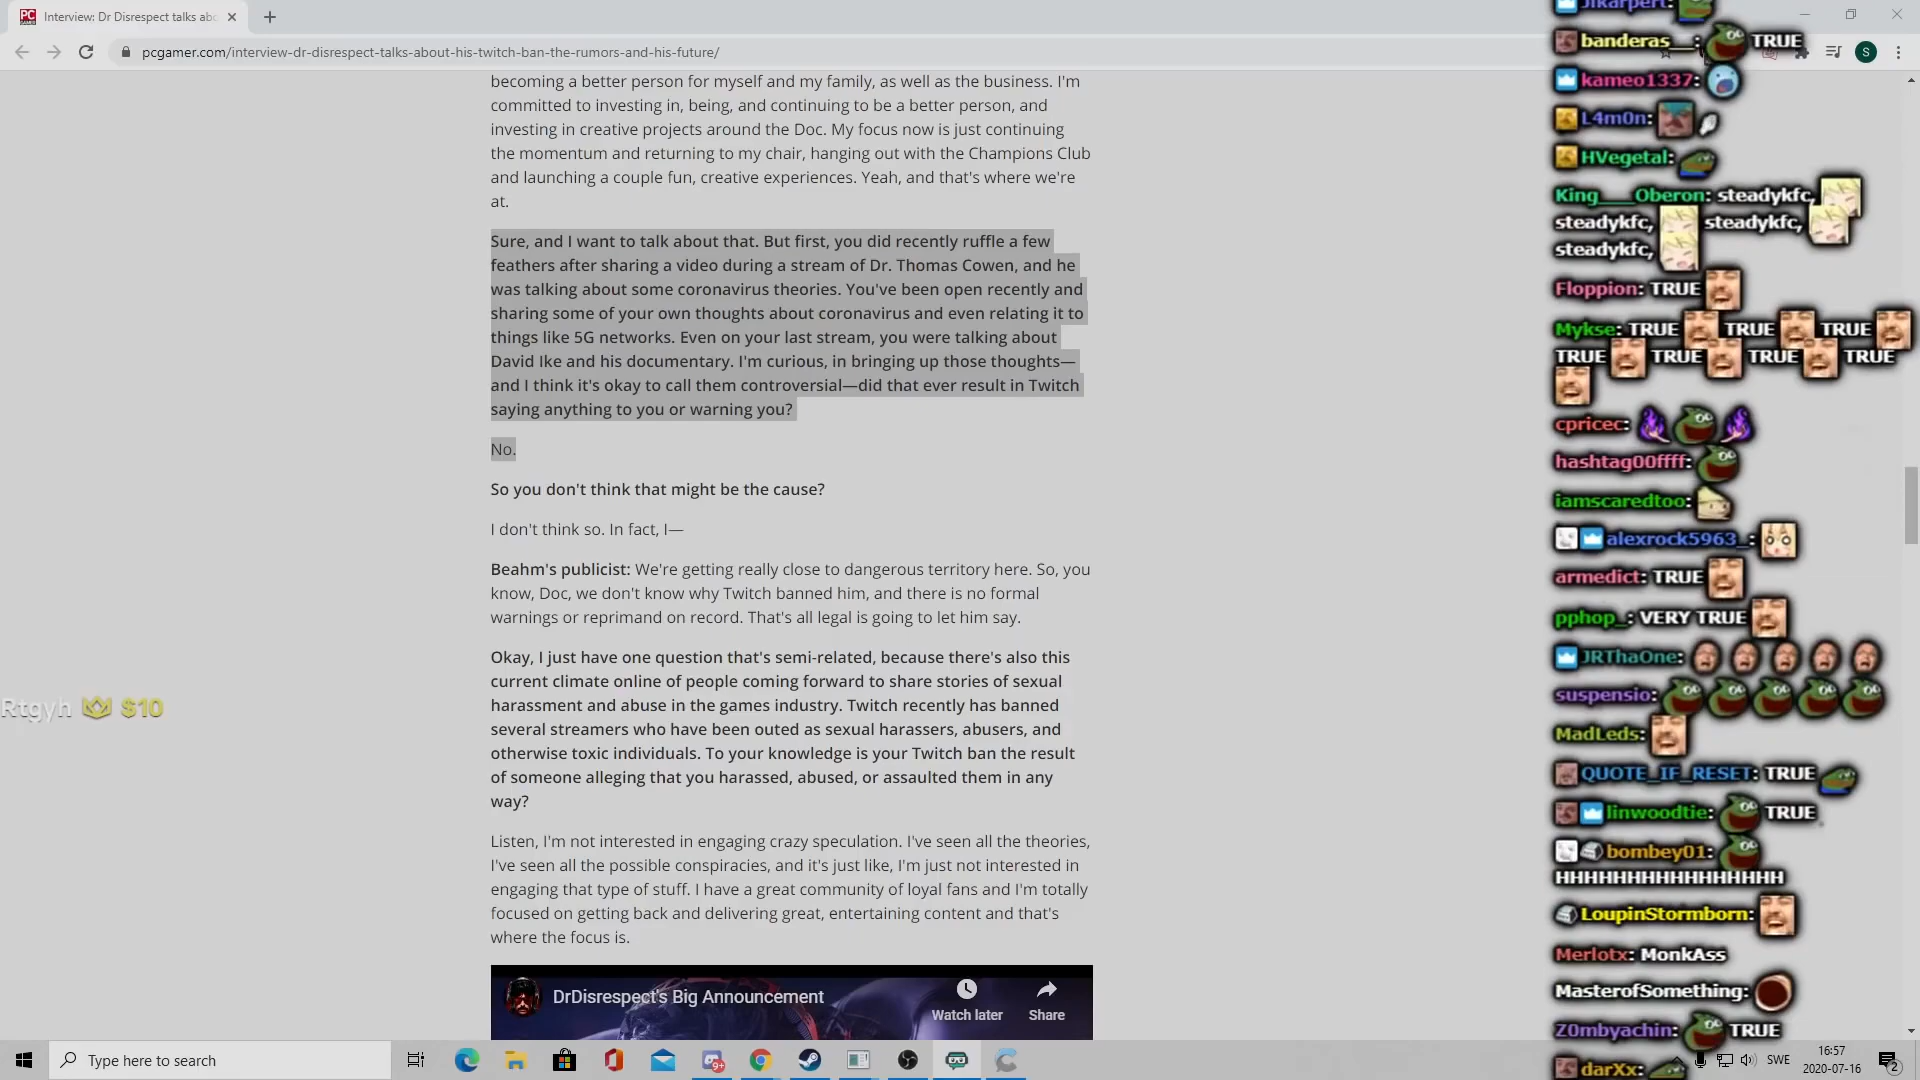 Interview: Dr Disrespect talks abo
pcgamer.com/interview-dr-disrespect-talks-about-his-twitch-ban-the-rumors-and-his-future/
S
becoming a better person for myself and my family, as well as the business. I'm
committed to investing in, being, and continuing to be a better person, and
investing in creative projects around the Doc. My focus now is just continuing
the momentum and returning to my chair, hanging out with the Champions Club
and launching a couple fun, creative experiences. Yeah, and that's where we're
at.
Sure, and I want to talk about that. But first, you did recently ruffle a few
feathers after sharing a video during a stream of Dr. Thomas Cowen, and he
was talking about some coronavirus theories. You've been open recently and
sharing some of your own thoughts about coronavirus and even relating it to
things like 5G networks. Even on your last stream, you were talking about
David Ike and his documentary. I'm curious, in bringing up those thoughts—
and I think it's okay to call them controversial—did that ever result in Twitch
saying anything to you or warning you?
No.
So you don't think that might be the cause?
I don't think so. In fact, I—
Beahm's publicist: We're getting really close to dangerous territory here. So, you
know, Doc, we don't know why Twitch banned him, and there is no formal
warnings or reprimand on record. That's all legal is going to let him say.
Okay, I just have one question that's semi-related, because there's also this
current climate online of people coming forward to share stories of sexual
harassment and abuse in the games industry. Twitch recently has banned
several streamers who have been outed as sexual harassers, abusers, and
otherwise toxic individuals. To your knowledge is your Twitch ban the result
of someone alleging that you harassed, abused, or assaulted them in any
way?
Listen, I'm not interested in engaging crazy speculation. I've seen all the theories,
I've seen all the possible conspiracies, and it's just like, I'm just not interested in
engaging that type of stuff. I have a great community of loyal fans and I'm totally
focused on getting back and delivering great, entertaining content and that's
where the focus is.
DrDisrespect's Big Announcement
Watch later
Share
Rtgyh $10
Jikarpert:
banderas__: TRUE
kameo1337:
L4m0n:
HVegetal:
King___Oberon: steadykfc,
steadykfc, steadykfc,
steadykfc,
Floppion: TRUE
Mykse: TRUE TRUE TRUE
TRUE TRUE TRUE TRUE
cpricec:
hashtag00ffff:
iamscaredtoo:
alexrock5963_:
armedict: TRUE
pphop_: VERY TRUE
JRThaOne:
suspensio:
MadLeds:
QUOTE_IF_RESET: TRUE
linwoodtie: TRUE
bombey01:
HHHHHHHHHHHHHHHH
LoupinStormborn:
Merlotx: MonkAss
MasterofSomething:
Z0mbyachin: TRUE
darXx:
Type here to search
9+
SWE
16:57
2020-07-16
2